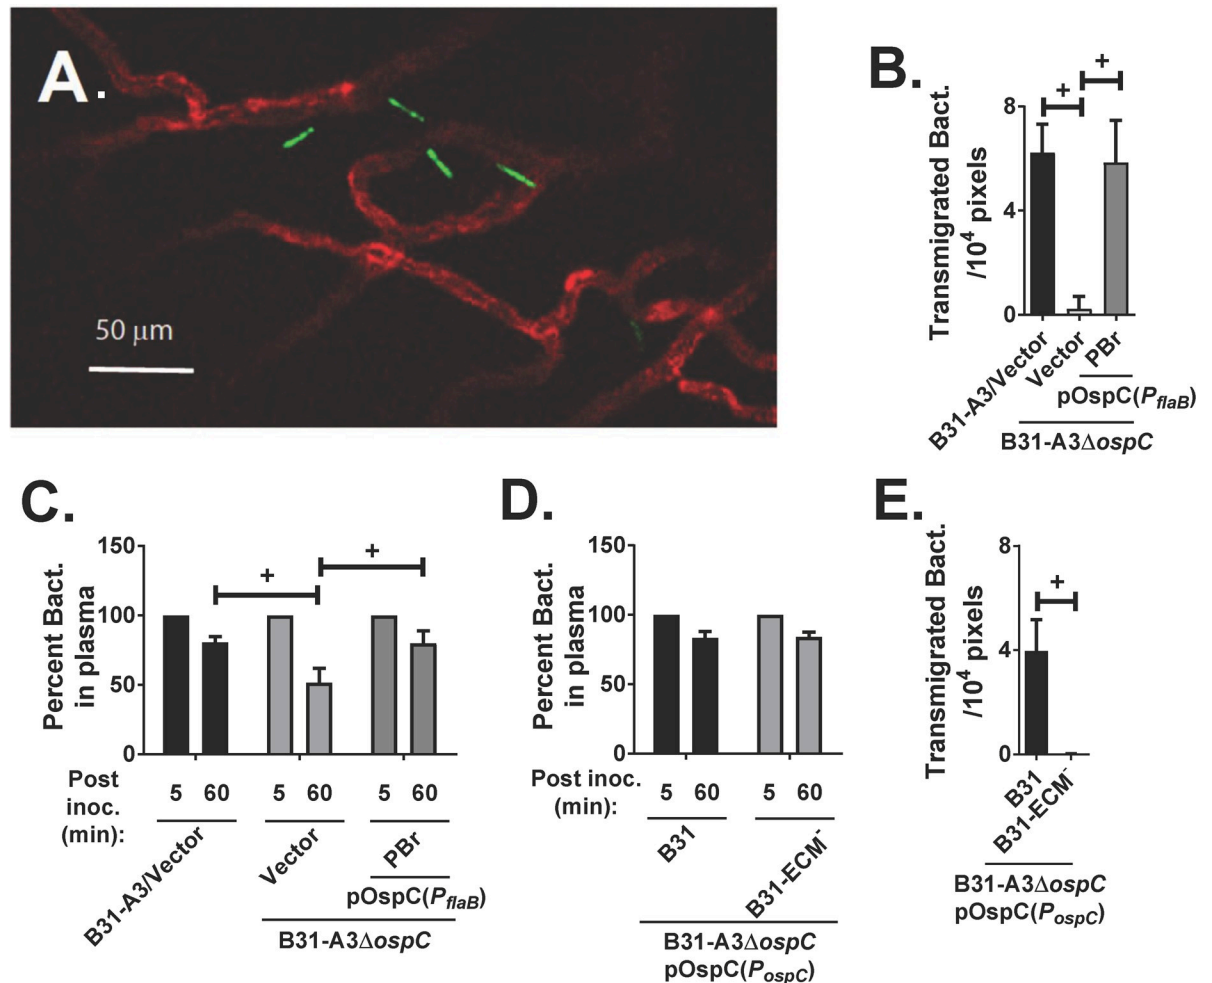 A.
50 μm
B.
Transmigrated Bact.
/10⁴ pixels
8
4
0
+
+
B31-A3/Vector
Vector
PBr
pOspC(PflaB)
B31-A3ΔospC
C.
Percent Bact.
in plasma
150
100
50
0
+
+
Post
inoc.
(min):
5 60 5 60 5 60
B31-A3/Vector
Vector
PBr
pOspC(PflaB)
B31-A3ΔospC
D.
Percent Bact.
in plasma
150
100
50
0
Post inoc.
(min):
5 60 5 60
B31
B31-ECM⁻
B31-A3ΔospC
pOspC(PospC)
E.
Transmigrated Bact.
/10⁴ pixels
8
4
0
+
B31
B31-ECM⁻
B31-A3ΔospC
pOspC(PospC)